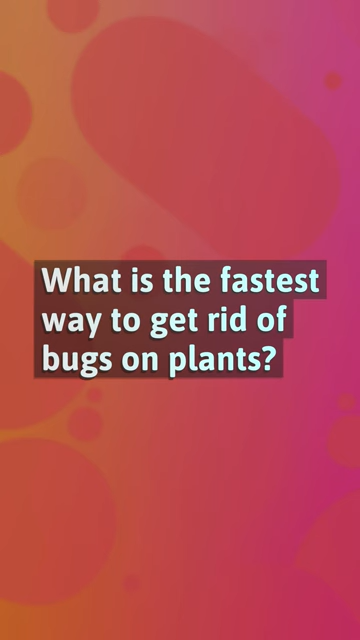 What is the fastest
way to get rid of
bugs on plants?